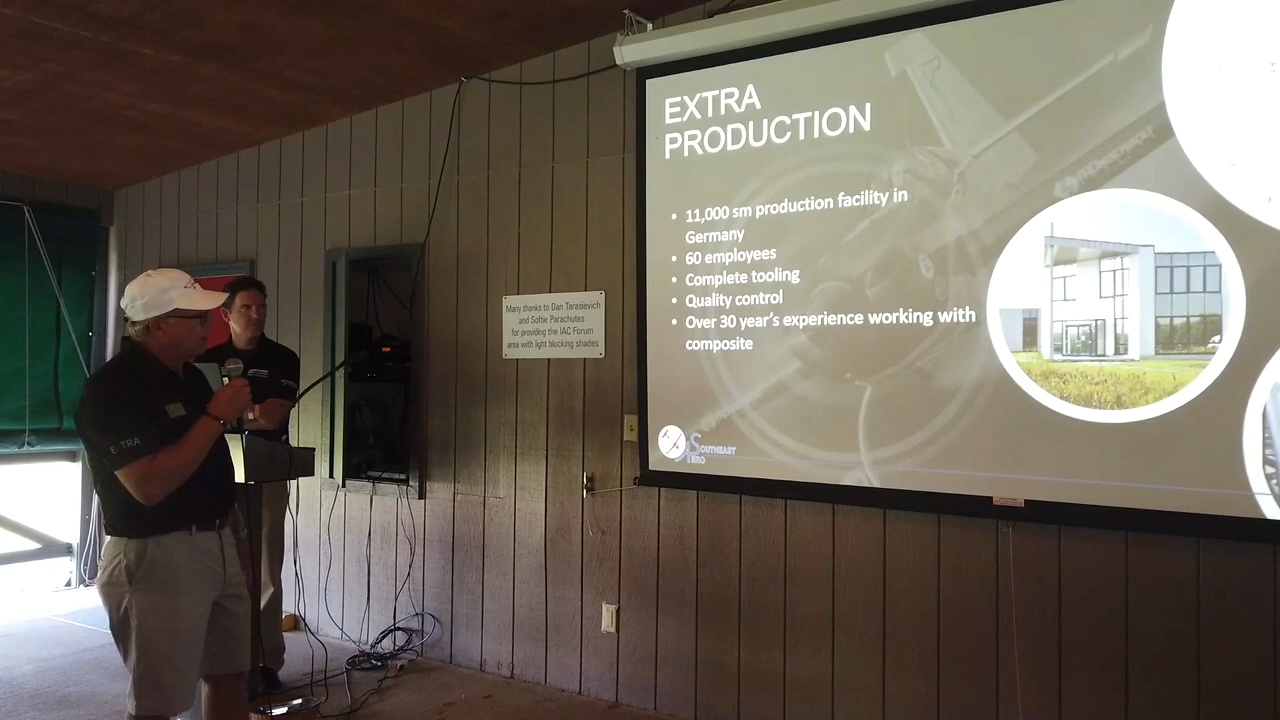 EXTRA
PRODUCTION
• 11,000 sm production facility in
Germany
• 60 employees
• Complete tooling
• Quality control
• Over 30 year's experience working with
composite
SOUTHEAST
AERO
Many thanks to Dan Tarasievich
and Softie Parachutes
for providing the IAC Forum
area with light blocking shades
EXTRA